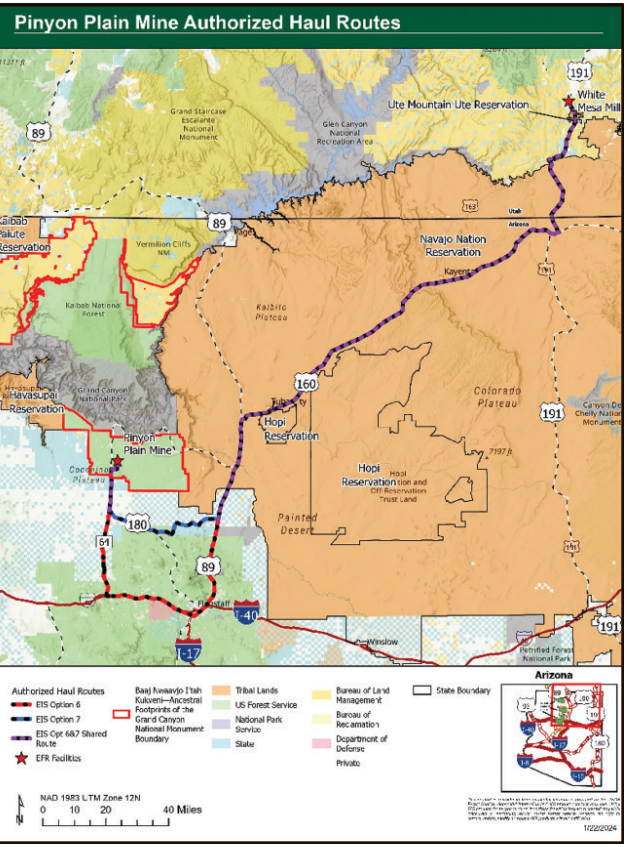 Pinyon Plain Mine Authorized Haul Routes
191
White
Mesa Mill
Ute Mountain Ute Reservation
89
Grand Staircase
Escalante
National
Monument
Glen Canyon
National
Recreation Area
163
Utah
Arizona
Kaibab
Paiute
Reservation
89
Page
Vermilion Cliffs
NM
Navajo Nation
Reservation
Kayenta
191
Kaibab National
Forest
Kaibito
Plateau
Grand Canyon
National Park
Havasupai
Havasupai
Reservation
160
Tuba City
Hopi
Reservation
Colorado
Plateau
191
Canyon De
Chelly Nation
Monument
Pinyon
Plain Mine
Coconino
Plateau
7197 ft
Hopi
Reservation
Hopi
tion and
Off Reservation
Trust Land
Painted
Desert
180
64
89
191
Flagstaff
I-40
I-17
Winslow
191
Petrified Forest
National Park
Authorized Haul Routes
EIS Option 6
EIS Option 7
EIS Opt 6&7 Shared
Route
EFR Facilities
Baaj Nwaavjo I'tah
Kukveni—Ancestral
Footprints of the
Grand Canyon
National Monument
Boundary
Tribal Lands
US Forest Service
National Park
Service
State
Bureau of Land
Management
Bureau of
Reclamation
Department of
Defense
Private
State Boundary
Arizona
N
NAD 1983 UTM Zone 12N
0 10 20 40 Miles
1/22/2024